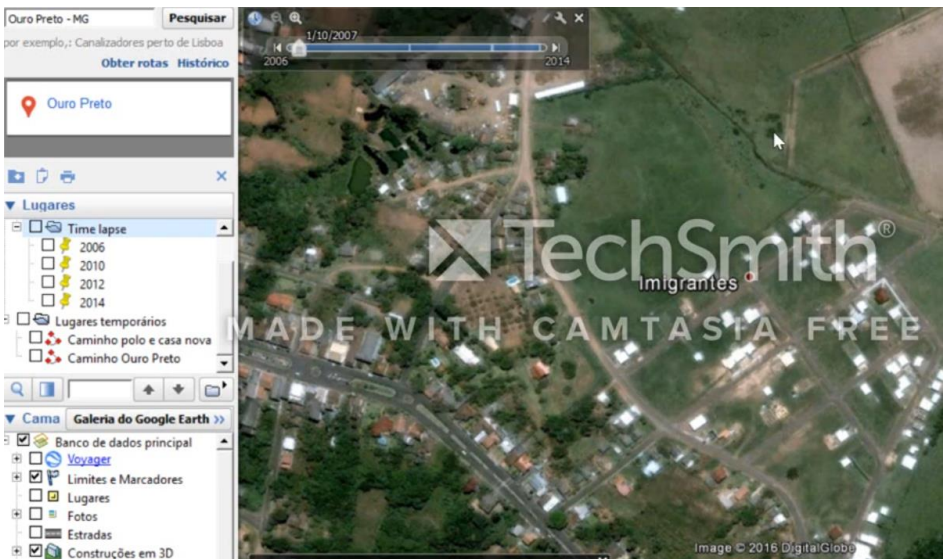 Ouro Preto - MG
Pesquisar
por exemplo,: Canalizadores perto de Lisboa
Obter rotas Histórico
Ouro Preto
Lugares
Time lapse
2006
2010
2012
2014
Lugares temporários
Caminho polo e casa nova
Caminho Ouro Preto
Cama Galeria do Google Earth >>
Banco de dados principal
Voyager
Limites e Marcadores
Lugares
Fotos
Estradas
Construções em 3D
1/10/2007
2006 2014
TechSmith®
Imigrantes
MADE WITH CAMTASIA FREE
Image © 2016 DigitalGlobe